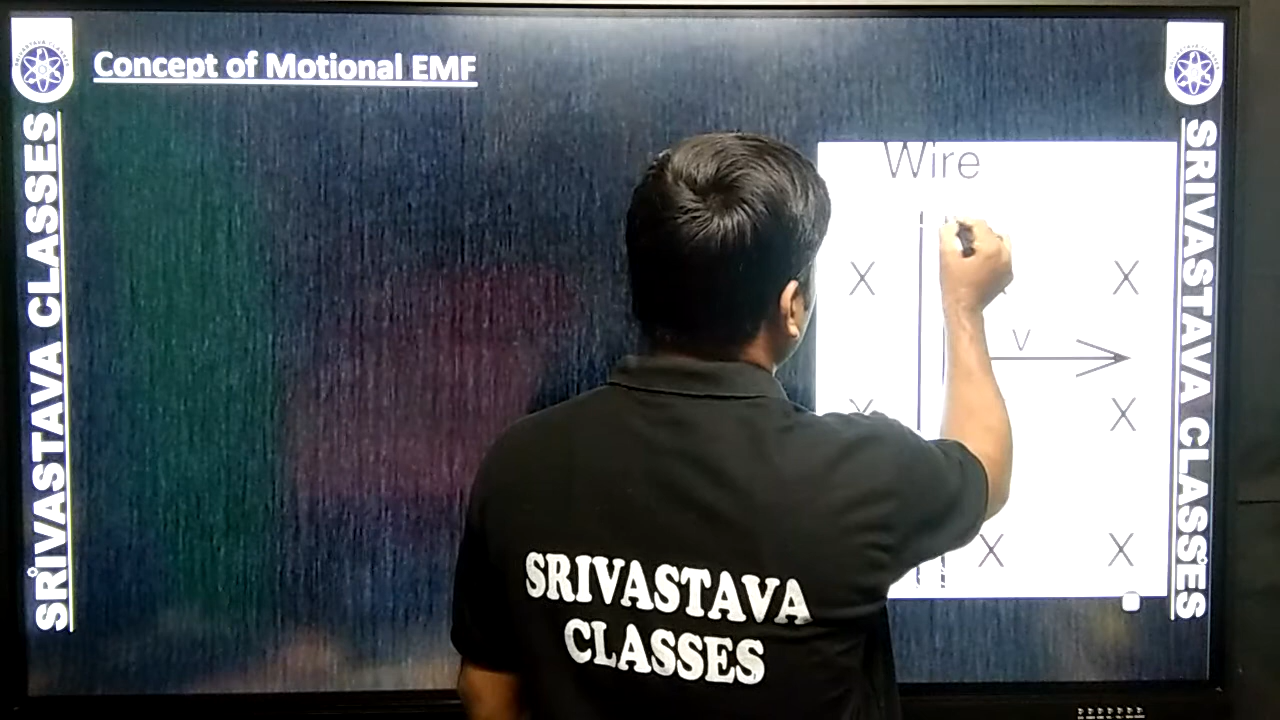 Concept of Motional EMF
SRIVASTAVA CLASSES
Wire
X X
V
X X
X X
SRIVASTAVA CLASSES
SRIVASTAVA
CLASSES